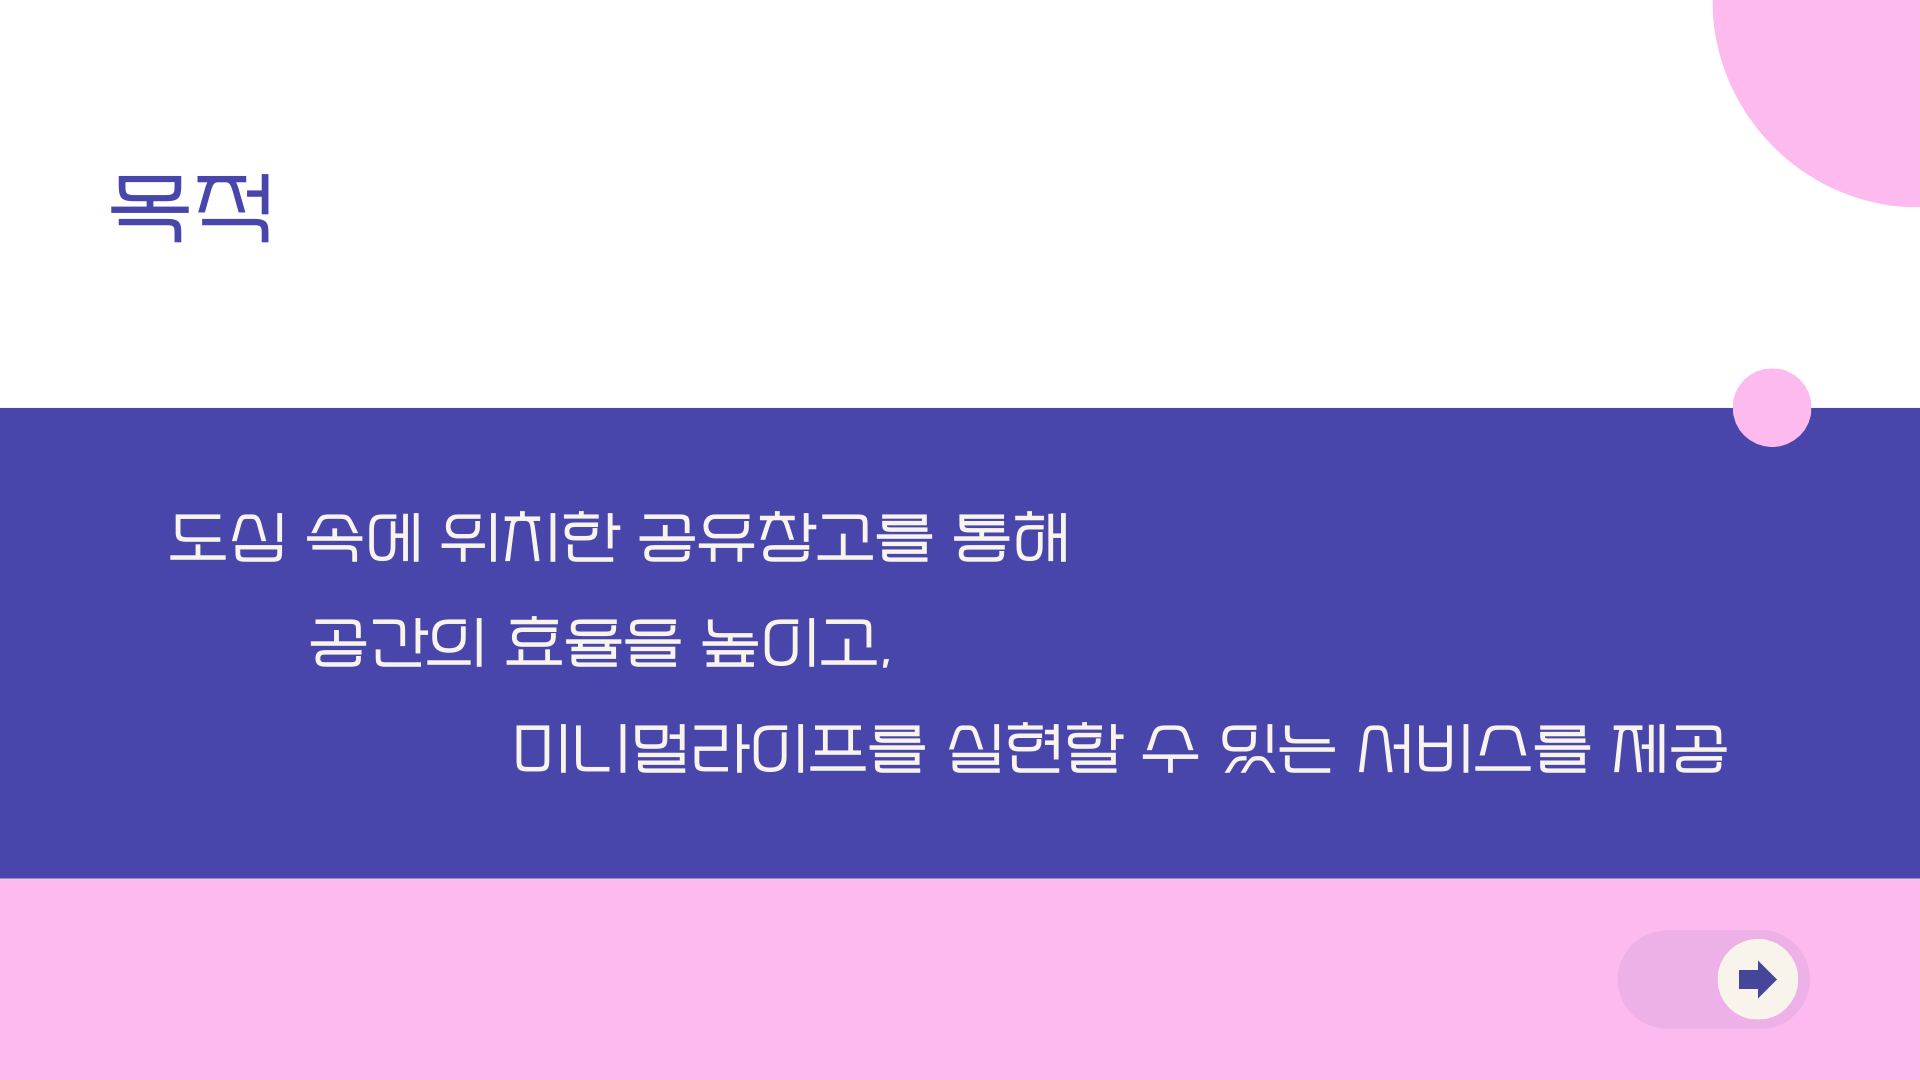 목적
도심 속에 위치한 공유창고를 통해
공간의 효율을 높이고,
미니멀라이프를 실현할 수 있는 서비스를 제공